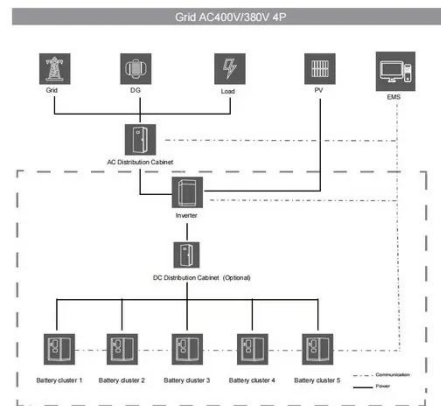 Grid AC400V/380V 4P
Grid
DG
Load
PV
EMS
AC Distribution Cabinet
Inverter
DC Distribution Cabinet (Optional)
Battery cluster 1
Battery cluster 2
Battery cluster 3
Battery cluster 4
Battery cluster 5
Communication
Power